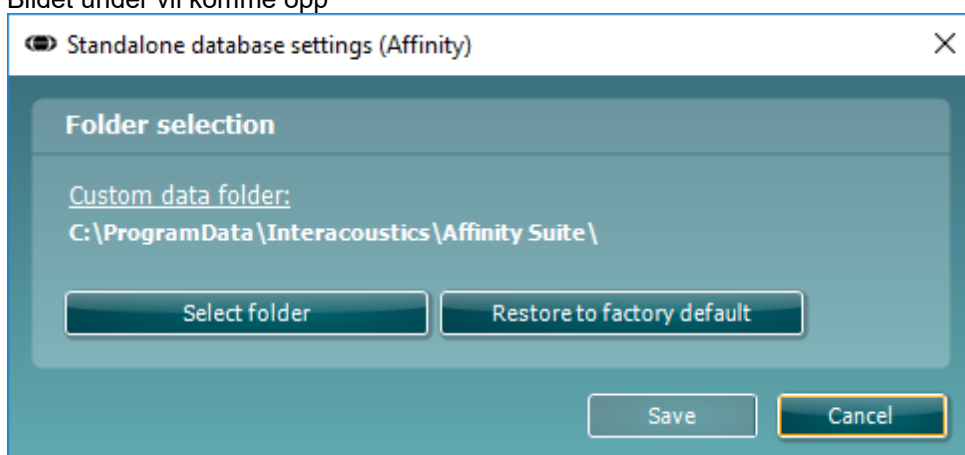 Bildet under vil komme opp
Standalone database settings (Affinity)
Folder selection
Custom data folder:
C:\ProgramData\Interacoustics\Affinity Suite\
Select folder
Restore to factory default
Save
Cancel